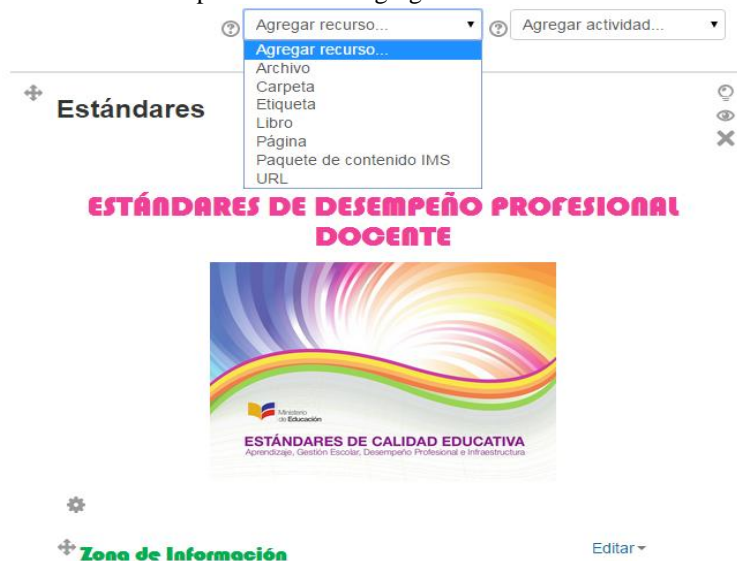 Agregar recurso...
Agregar actividad...
Agregar recurso...
Archivo
Carpeta
Etiqueta
Libro
Página
Paquete de contenido IMS
URL
Estándares
ESTÁNDARES DE DESEMPEÑO PROFESIONAL
DOCENTE
Ministerio
de Educación
ESTÁNDARES DE CALIDAD EDUCATIVA
Aprendizaje, Gestión Escolar, Desempeño Profesional e Infraestructura
Zona de Información
Editar